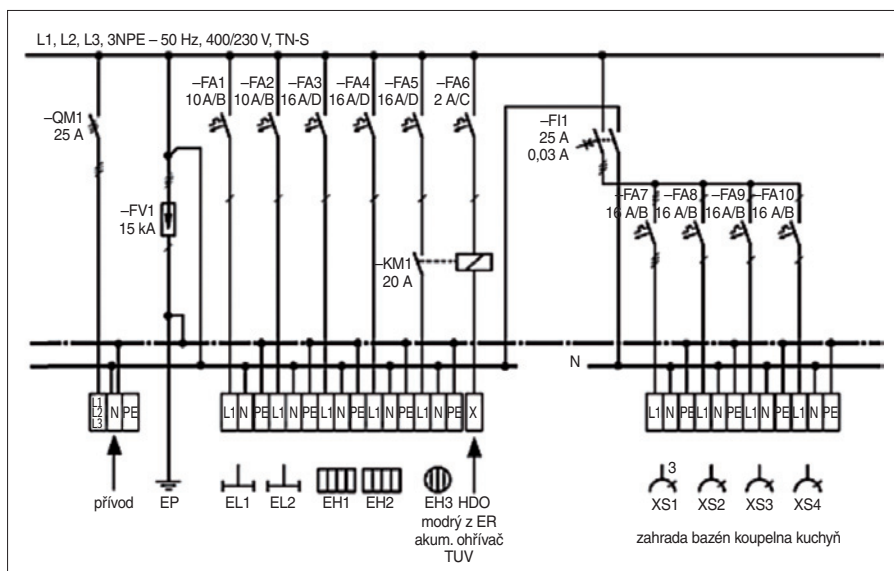 L1, L2, L3, 3NPE – 50 Hz, 400/230 V, TN-S
–QM1
25 A
–FV1
15 kA
–FA1
10 A/B
–FA2
10 A/B
–FA3
16 A/D
–FA4
16 A/D
–FA5
16 A/D
–FA6
2 A/C
–KM1
20 A
–FI1
25 A
0,03 A
–FA7
16 A/B
–FA8
16 A/B
–FA9
16 A/B
–FA10
16 A/B
N
L1
L2
L3
N PE
L1 N PE L1 N PE L1 N PE L1 N PE L1 N PE X
L1 N PE L1 N PE L1 N PE L1 N PE
3
přívod EP EL1 EL2 EH1 EH2 EH3 HDO
modrý z ER
akum. ohřívač
TUV
XS1 XS2 XS3 XS4
zahrada bazén koupelna kuchyň